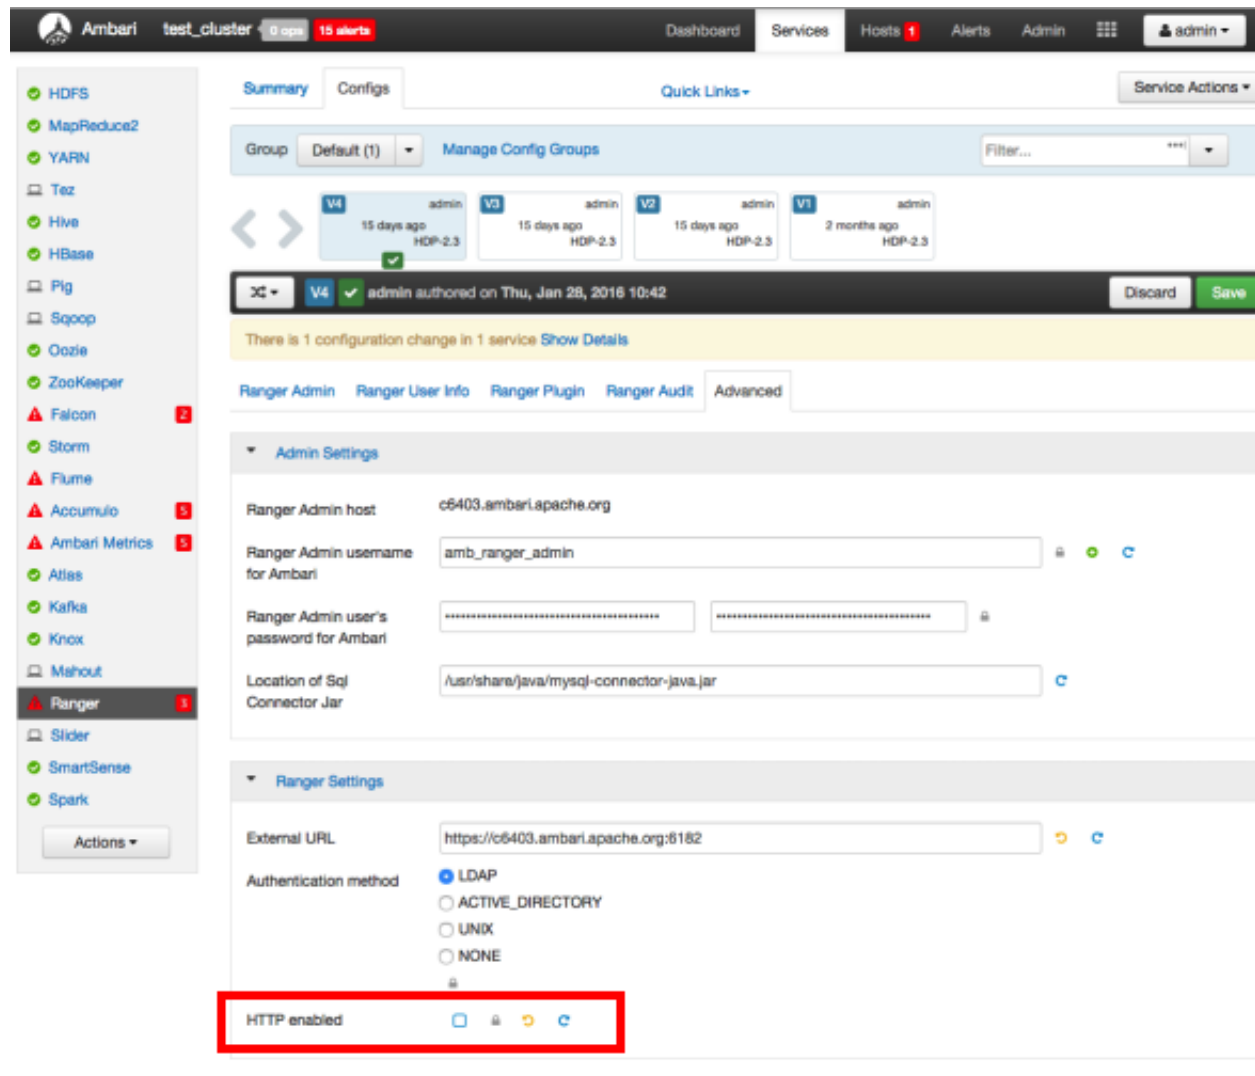 Ambari test_cluster 0 ops 15 alerts Dashboard Services Hosts 1 Alerts Admin admin
HDFS
MapReduce2
YARN
Tez
Hive
HBase
Pig
Sqoop
Oozie
ZooKeeper
Falcon 2
Storm
Flume
Accumulo 5
Ambari Metrics 5
Atlas
Kafka
Knox
Mahout
Ranger 3
Slider
SmartSense
Spark
Actions
Summary Configs Quick Links Service Actions
Group Default (1) Manage Config Groups Filter...
V4 admin
15 days ago
HDP-2.3
V3 admin
15 days ago
HDP-2.3
V2 admin
15 days ago
HDP-2.3
V1 admin
2 months ago
HDP-2.3
V4 admin authored on Thu, Jan 28, 2016 10:42 Discard Save
There is 1 configuration change in 1 service Show Details
Ranger Admin Ranger User Info Ranger Plugin Ranger Audit Advanced
Admin Settings
Ranger Admin host c6403.ambari.apache.org
Ranger Admin username
for Ambari
amb_ranger_admin
Ranger Admin user's
password for Ambari
Location of Sql
Connector Jar
/usr/share/java/mysql-connector-java.jar
Ranger Settings
External URL https://c6403.ambari.apache.org:6182
Authentication method LDAP
ACTIVE_DIRECTORY
UNIX
NONE
HTTP enabled